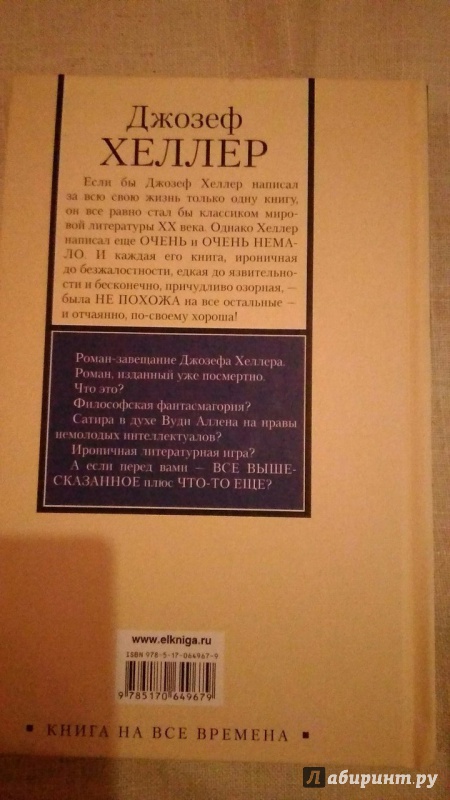 Джозеф
ХЕЛЛЕР
Если бы Джозеф Хеллер написал
за всю свою жизнь только одну книгу,
он все равно стал бы классиком миро-
вой литературы XX века. Однако Хеллер
написал еще ОЧЕНЬ и ОЧЕНЬ НЕМА-
ЛО. И каждая его книга, ироничная
до безжалостности, едкая до язвительно-
сти и бесконечно, причудливо озорная, —
была НЕ ПОХОЖА на все остальные —
и отчаянно, по-своему хороша!
Роман-завещание Джозефа Хеллера.
Роман, изданный уже посмертно.
Что это?
Философская фантасмагория?
Сатира в духе Вуди Аллена на нравы
немолодых интеллектуалов?
Ироничная литературная игра?
А если перед вами — ВСЕ ВЫШЕ-
СКАЗАННОЕ плюс ЧТО-ТО ЕЩЕ?
www.elkniga.ru
ISBN 978-5-17-064967-9
9 785170 649679
▪ КНИГА НА ВСЕ ВРЕМЕНА ▪
Лабиринт.ру